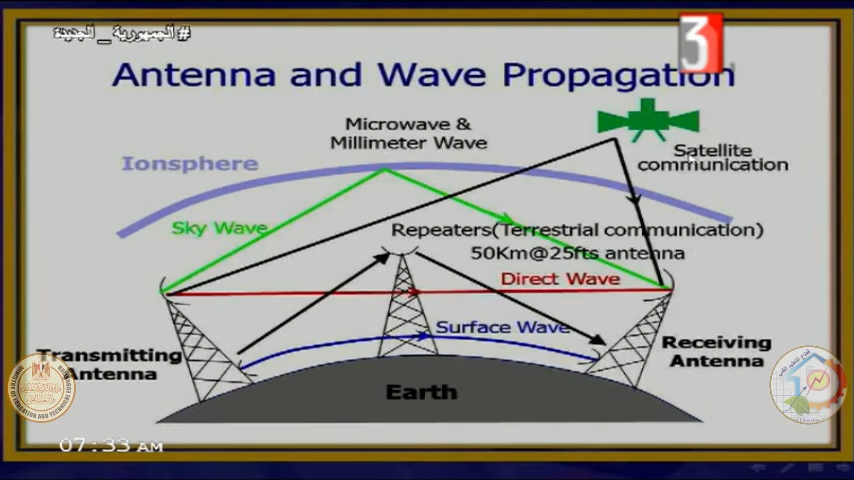 #الجمهورية_الجديدة
3
Antenna and Wave Propagation
Microwave &
Millimeter Wave
Satellite
communication
Ionsphere
Sky Wave
Repeaters(Terrestrial communication)
50Km@25fts antenna
Direct Wave
Surface Wave
Transmitting
Antenna
Receiving
Antenna
Earth
07:33 AM